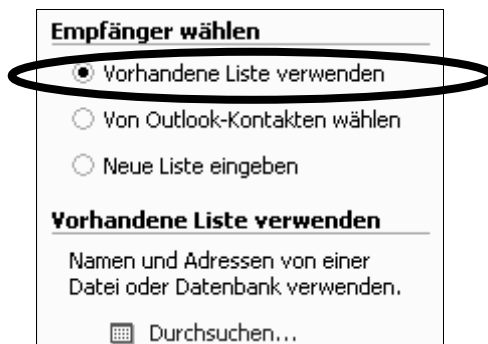 Empfänger wählen
Vorhandene Liste verwenden
Von Outlook-Kontakten wählen
Neue Liste eingeben
Vorhandene Liste verwenden
Namen und Adressen von einer
Datei oder Datenbank verwenden.
Durchsuchen...